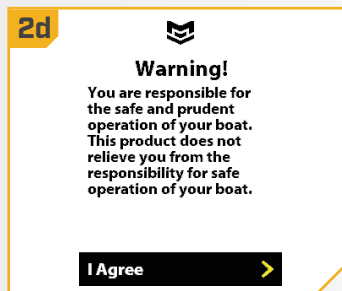 2d
Warning!
You are responsible for
the safe and prudent
operation of your boat.
This product does not
relieve you from the
responsibility for safe
operation of your boat.
I Agree